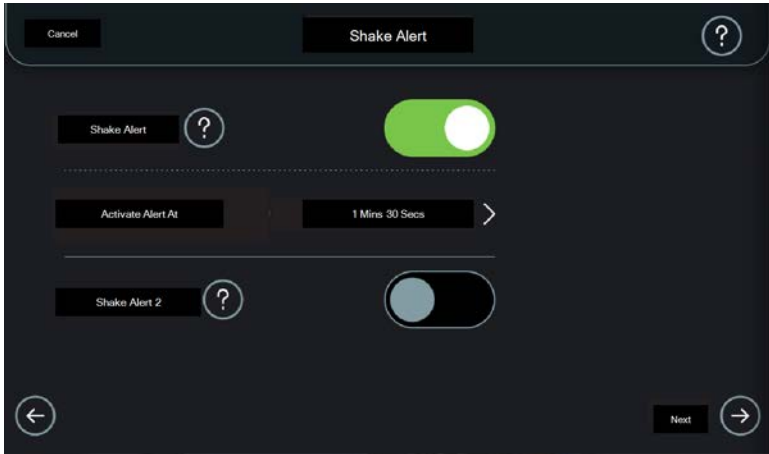 Cancel
Shake Alert
?
Shake Alert
?
Activate Alert At
1 Mins 30 Secs
Shake Alert 2
?
Next